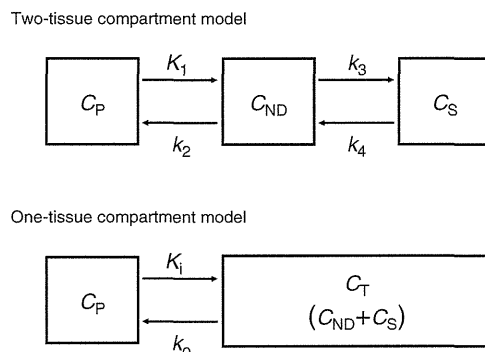 Two-tissue compartment model
K1 k3
CP CND CS
k2 k4
One-tissue compartment model
Ki
CT
CP
(CND+CS)